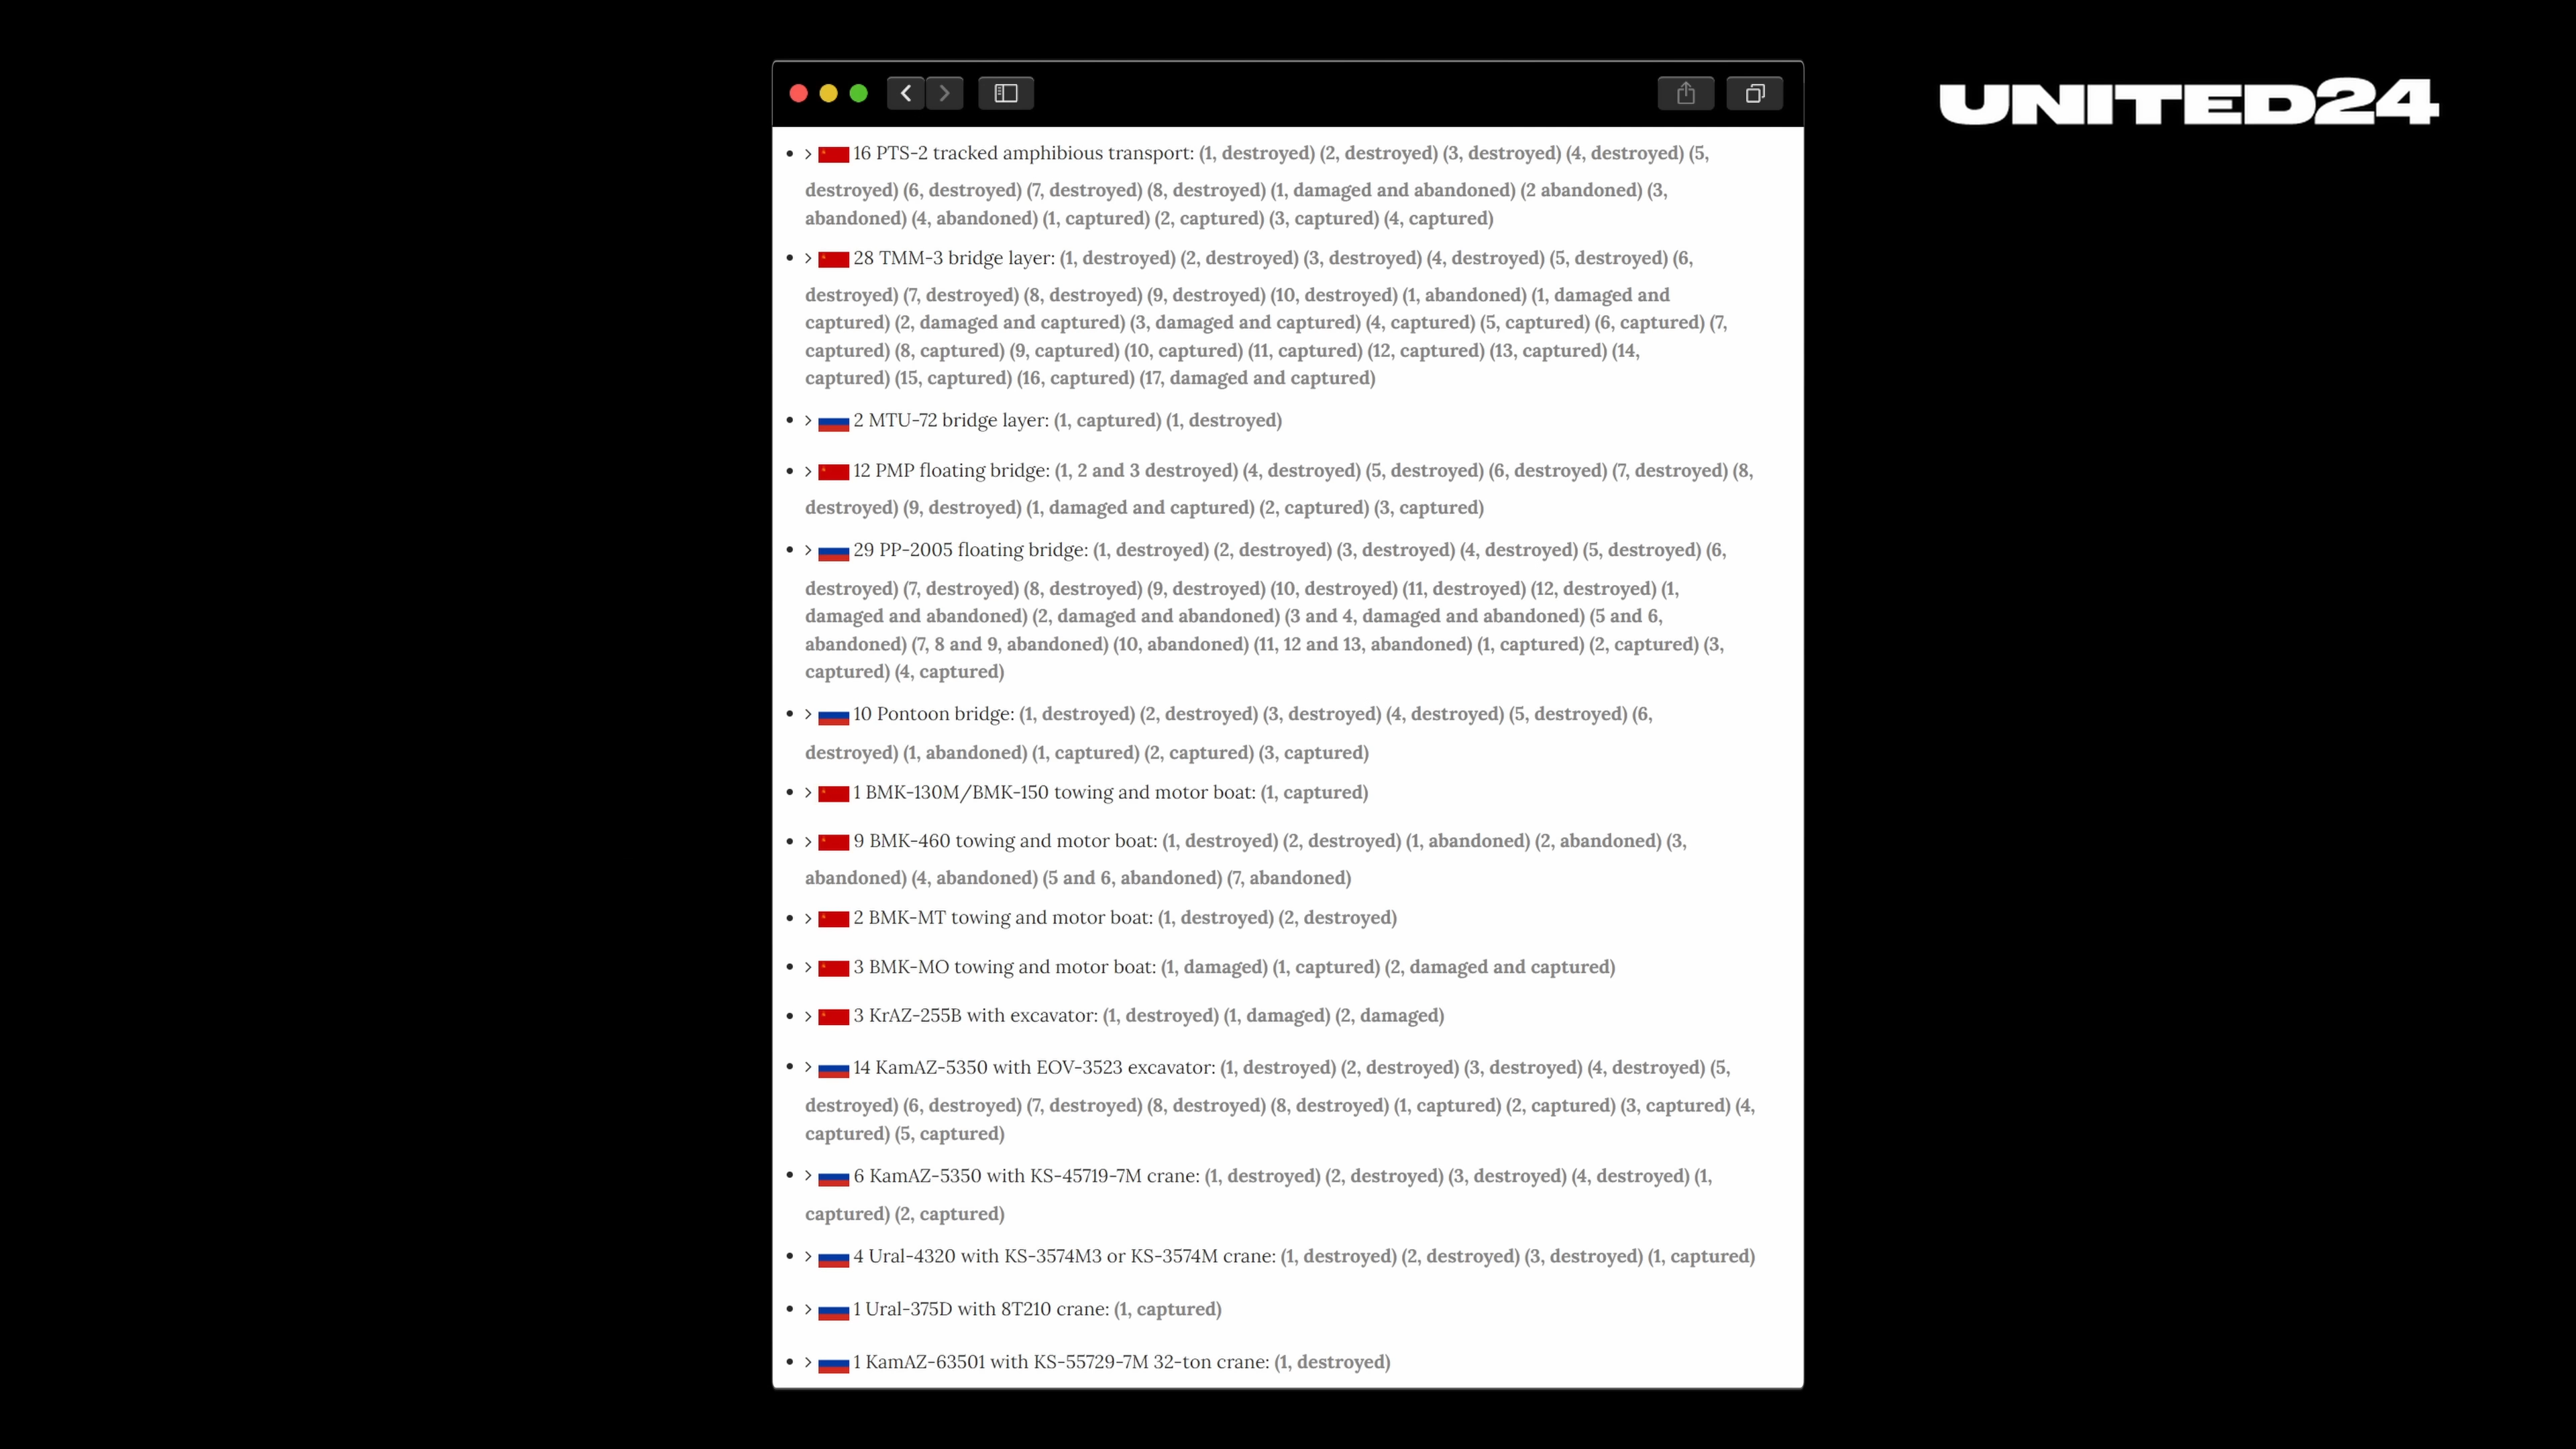 UNITED24
16 PTS-2 tracked amphibious transport: (1, destroyed) (2, destroyed) (3, destroyed) (4, destroyed) (5,
destroyed) (6, destroyed) (7, destroyed) (8, destroyed) (1, damaged and abandoned) (2 abandoned) (3,
abandoned) (4, abandoned) (1, captured) (2, captured) (3, captured) (4, captured)
28 TMM-3 bridge layer: (1, destroyed) (2, destroyed) (3, destroyed) (4, destroyed) (5, destroyed) (6,
destroyed) (7, destroyed) (8, destroyed) (9, destroyed) (10, destroyed) (1, abandoned) (1, damaged and
captured) (2, damaged and captured) (3, damaged and captured) (4, captured) (5, captured) (6, captured) (7,
captured) (8, captured) (9, captured) (10, captured) (11, captured) (12, captured) (13, captured) (14,
captured) (15, captured) (16, captured) (17, damaged and captured)
2 MTU-72 bridge layer: (1, captured) (1, destroyed)
12 PMP floating bridge: (1, 2 and 3 destroyed) (4, destroyed) (5, destroyed) (6, destroyed) (7, destroyed) (8,
destroyed) (9, destroyed) (1, damaged and captured) (2, captured) (3, captured)
29 PP-2005 floating bridge: (1, destroyed) (2, destroyed) (3, destroyed) (4, destroyed) (5, destroyed) (6,
destroyed) (7, destroyed) (8, destroyed) (9, destroyed) (10, destroyed) (11, destroyed) (12, destroyed) (1,
damaged and abandoned) (2, damaged and abandoned) (3 and 4, damaged and abandoned) (5 and 6,
abandoned) (7, 8 and 9, abandoned) (10, abandoned) (11, 12 and 13, abandoned) (1, captured) (2, captured) (3,
captured) (4, captured)
10 Pontoon bridge: (1, destroyed) (2, destroyed) (3, destroyed) (4, destroyed) (5, destroyed) (6,
destroyed) (1, abandoned) (1, captured) (2, captured) (3, captured)
1 BMK-130M/BMK-150 towing and motor boat: (1, captured)
9 BMK-460 towing and motor boat: (1, destroyed) (2, destroyed) (1, abandoned) (2, abandoned) (3,
abandoned) (4, abandoned) (5 and 6, abandoned) (7, abandoned)
2 BMK-MT towing and motor boat: (1, destroyed) (2, destroyed)
3 BMK-MO towing and motor boat: (1, damaged) (1, captured) (2, damaged and captured)
3 KrAZ-255B with excavator: (1, destroyed) (1, damaged) (2, damaged)
14 KamAZ-5350 with EOV-3523 excavator: (1, destroyed) (2, destroyed) (3, destroyed) (4, destroyed) (5,
destroyed) (6, destroyed) (7, destroyed) (8, destroyed) (8, destroyed) (1, captured) (2, captured) (3, captured) (4,
captured) (5, captured)
6 KamAZ-5350 with KS-45719-7M crane: (1, destroyed) (2, destroyed) (3, destroyed) (4, destroyed) (1,
captured) (2, captured)
4 Ural-4320 with KS-3574M3 or KS-3574M crane: (1, destroyed) (2, destroyed) (3, destroyed) (1, captured)
1 Ural-375D with 8T210 crane: (1, captured)
1 KamAZ-63501 with KS-55729-7M 32-ton crane: (1, destroyed)